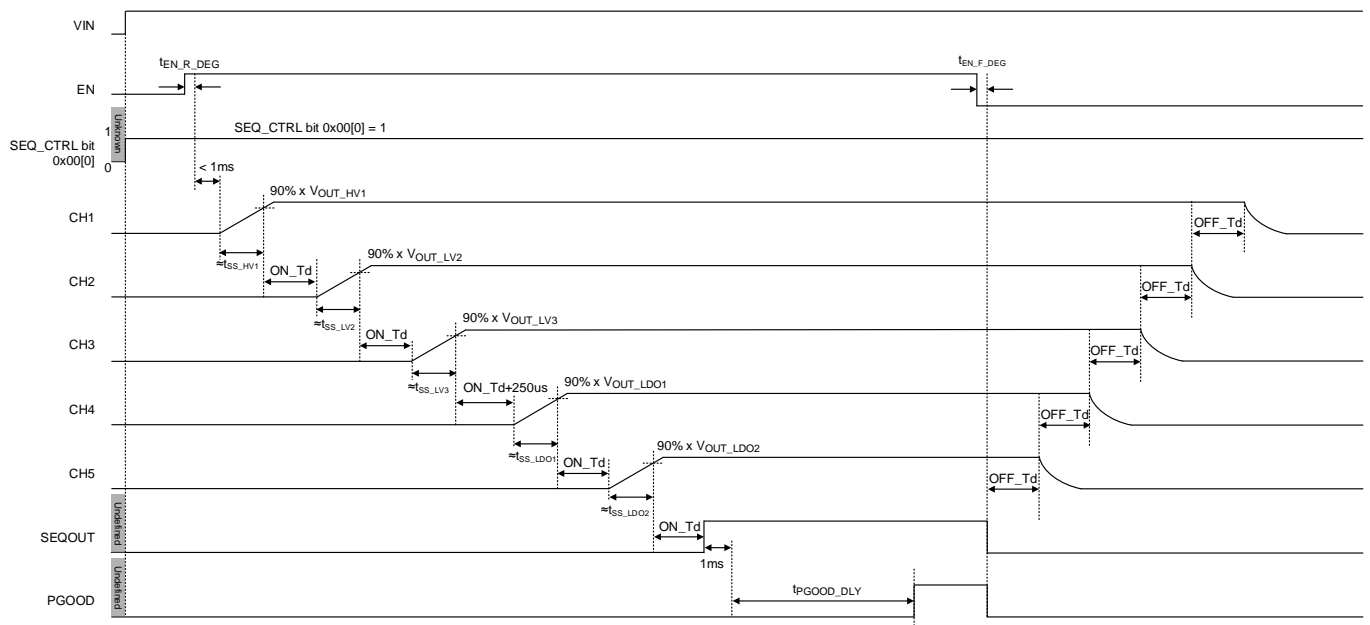 VIN
tEN_R_DEG
tEN_F_DEG
EN
Unknown
1
SEQ_CTRL bit 0x00[0] = 1
SEQ_CTRL bit
0x00[0]
0
< 1ms
90% x VOUT_HV1
CH1
OFF_Td
≈tSS_HV1
ON_Td
90% x VOUT_LV2
CH2
OFF_Td
≈tSS_LV2
ON_Td
90% x VOUT_LV3
CH3
OFF_Td
≈tSS_LV3
ON_Td+250us
90% x VOUT_LDO1
CH4
OFF_Td
≈tSS_LDO1
ON_Td
90% x VOUT_LDO2
CH5
OFF_Td
≈tSS_LDO2
Undefined
ON_Td
SEQOUT
1ms
Undefined
tPGOOD_DLY
PGOOD